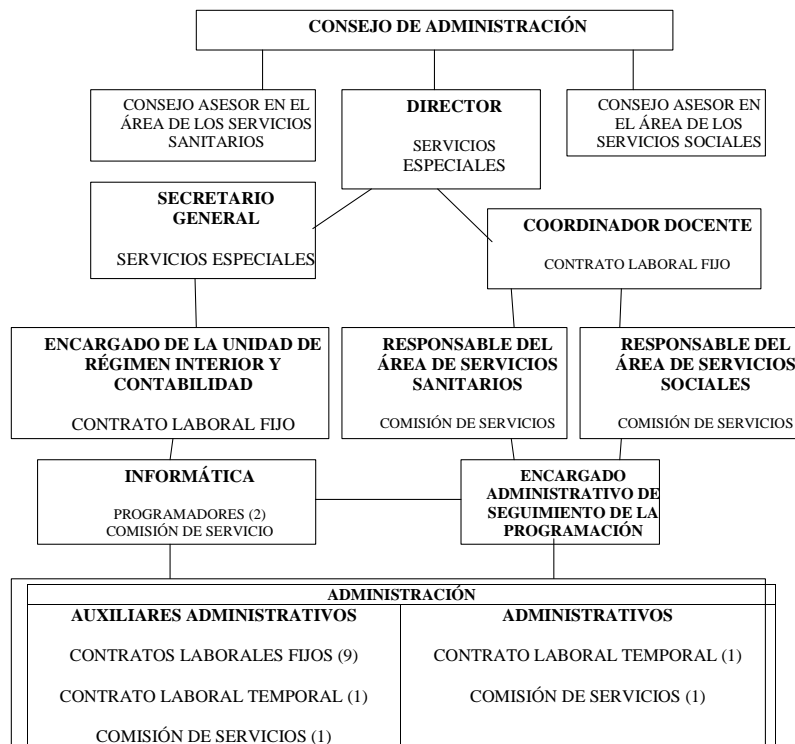 CONSEJO DE ADMINISTRACIÓN
CONSEJO ASESOR EN EL
ÁREA DE LOS SERVICIOS
SANITARIOS
DIRECTOR
SERVICIOS
ESPECIALES
CONSEJO ASESOR EN
EL ÁREA DE LOS
SERVICIOS SOCIALES
SECRETARIO
GENERAL
SERVICIOS ESPECIALES
COORDINADOR DOCENTE
CONTRATO LABORAL FIJO
ENCARGADO DE LA UNIDAD DE
RÉGIMEN INTERIOR Y
CONTABILIDAD
CONTRATO LABORAL FIJO
RESPONSABLE DEL
ÁREA DE SERVICIOS
SANITARIOS
COMISIÓN DE SERVICIOS
RESPONSABLE DEL
ÁREA DE SERVICIOS
SOCIALES
COMISIÓN DE SERVICIOS
INFORMÁTICA
PROGRAMADORES (2)
COMISIÓN DE SERVICIO
ENCARGADO
ADMINISTRATIVO DE
SEGUIMIENTO DE LA
PROGRAMACIÓN
ADMINISTRACIÓN
AUXILIARES ADMINISTRATIVOS
CONTRATOS LABORALES FIJOS (9)
CONTRATO LABORAL TEMPORAL (1)
COMISIÓN DE SERVICIOS (1)
ADMINISTRATIVOS
CONTRATO LABORAL TEMPORAL (1)
COMISIÓN DE SERVICIOS (1)